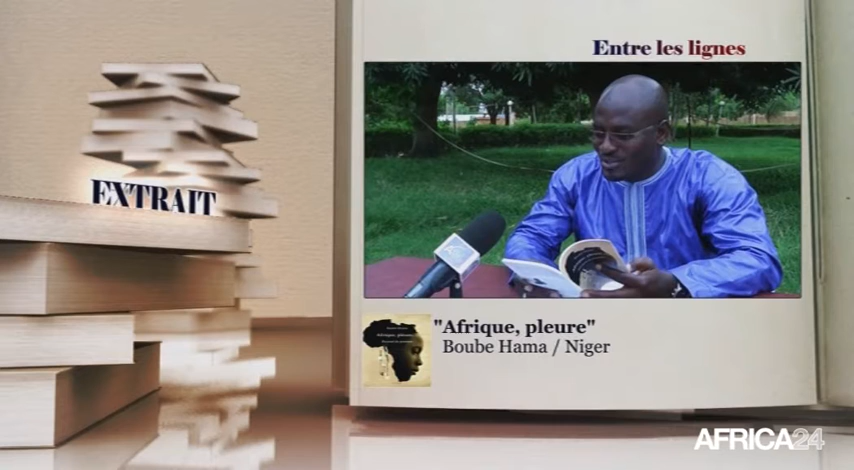 Entre les lignes
EXTRAIT
"Afrique, pleure"
Boube Hama / Niger
AFRICA24